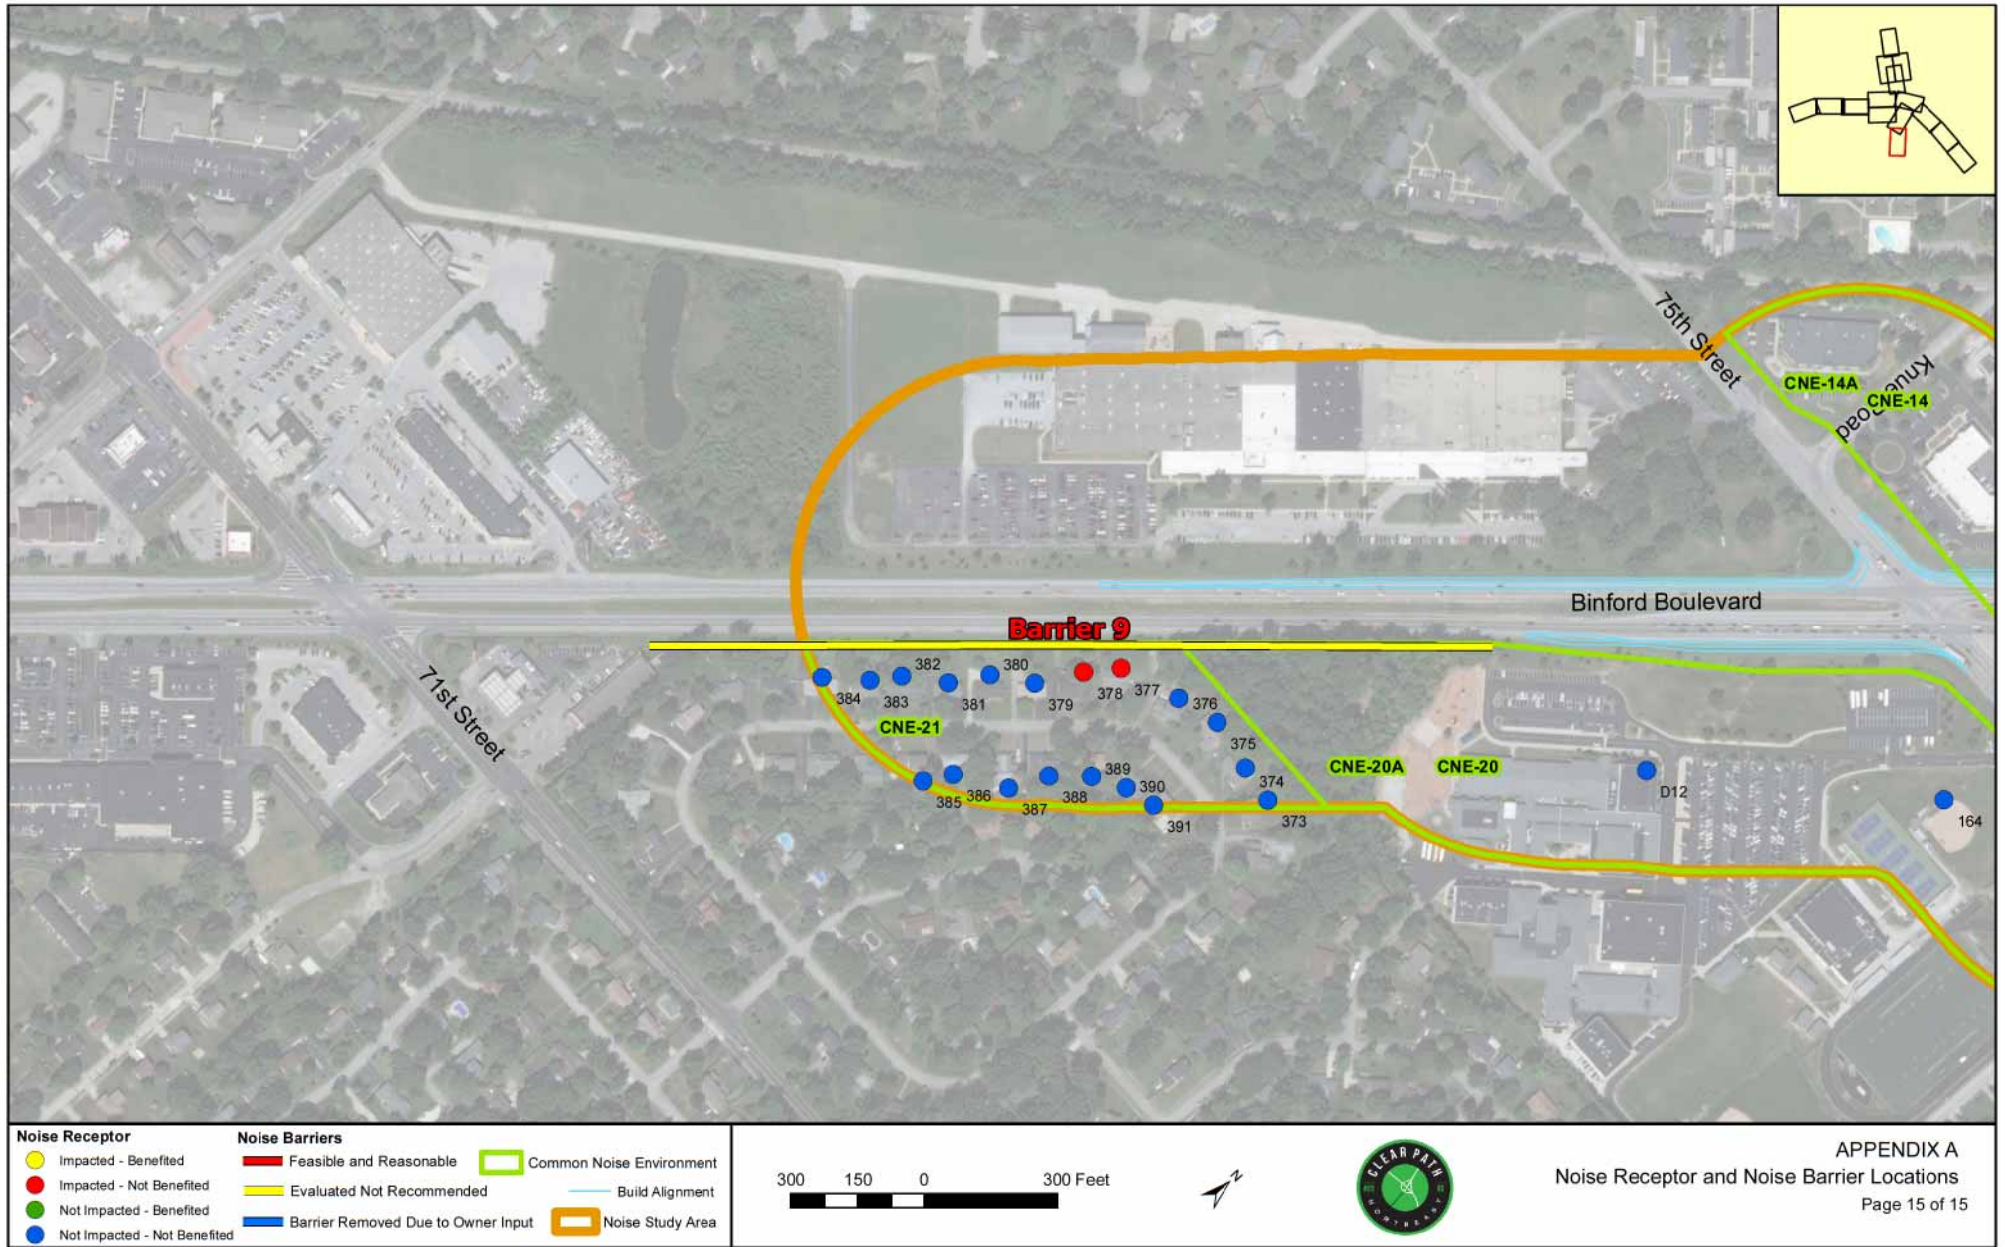 75th Street
Knue Road
CNE-14A
CNE-14
Binford Boulevard
Barrier 9
71st Street
382
380
384
383
381
379
378
377
376
375
374
373
CNE-21
CNE-20A
CNE-20
389
390
385
386
387
388
391
D12
164
Noise Receptor
Impacted - Benefited
Impacted - Not Benefited
Not Impacted - Benefited
Not Impacted - Not Benefited
Noise Barriers
Feasible and Reasonable
Evaluated Not Recommended
Barrier Removed Due to Owner Input
Common Noise Environment
Build Alignment
Noise Study Area
300 150 0 300 Feet
N
CLEAR PATH
NORTHEAST
APPENDIX A
Noise Receptor and Noise Barrier Locations
Page 15 of 15